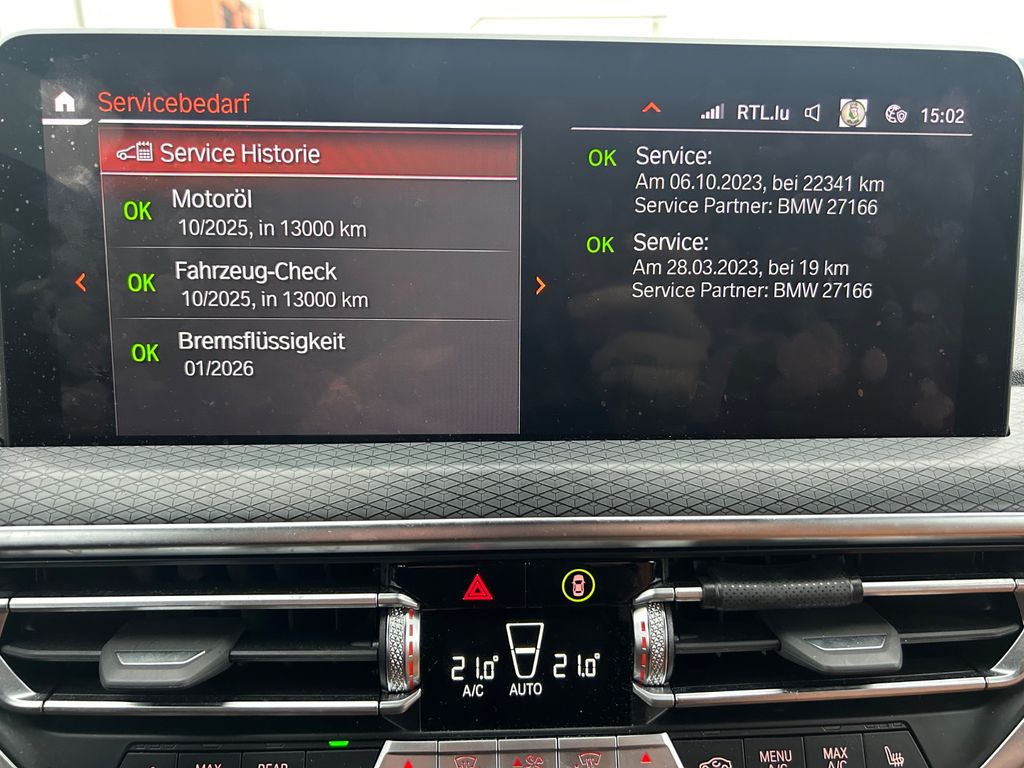 Servicebedarf
RTL.lu
15:02
Service Historie
OK Motoröl
10/2025, in 13000 km
OK Fahrzeug-Check
10/2025, in 13000 km
OK Bremsflüssigkeit
01/2026
OK Service:
Am 06.10.2023, bei 22341 km
Service Partner: BMW 27166
OK Service:
Am 28.03.2023, bei 19 km
Service Partner: BMW 27166
21.0° 21.0°
A/C AUTO
MAX REAR MENU MAX
A/C A/C